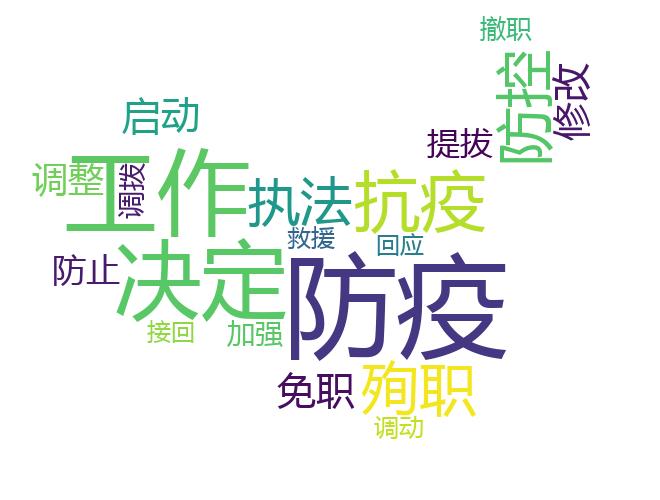 撤职
防控
修改
启动
提拔
调整
调拨
工作
执法
抗疫
救援
回应
防止
决定
防疫
接回
加强
免职
殉职
调动